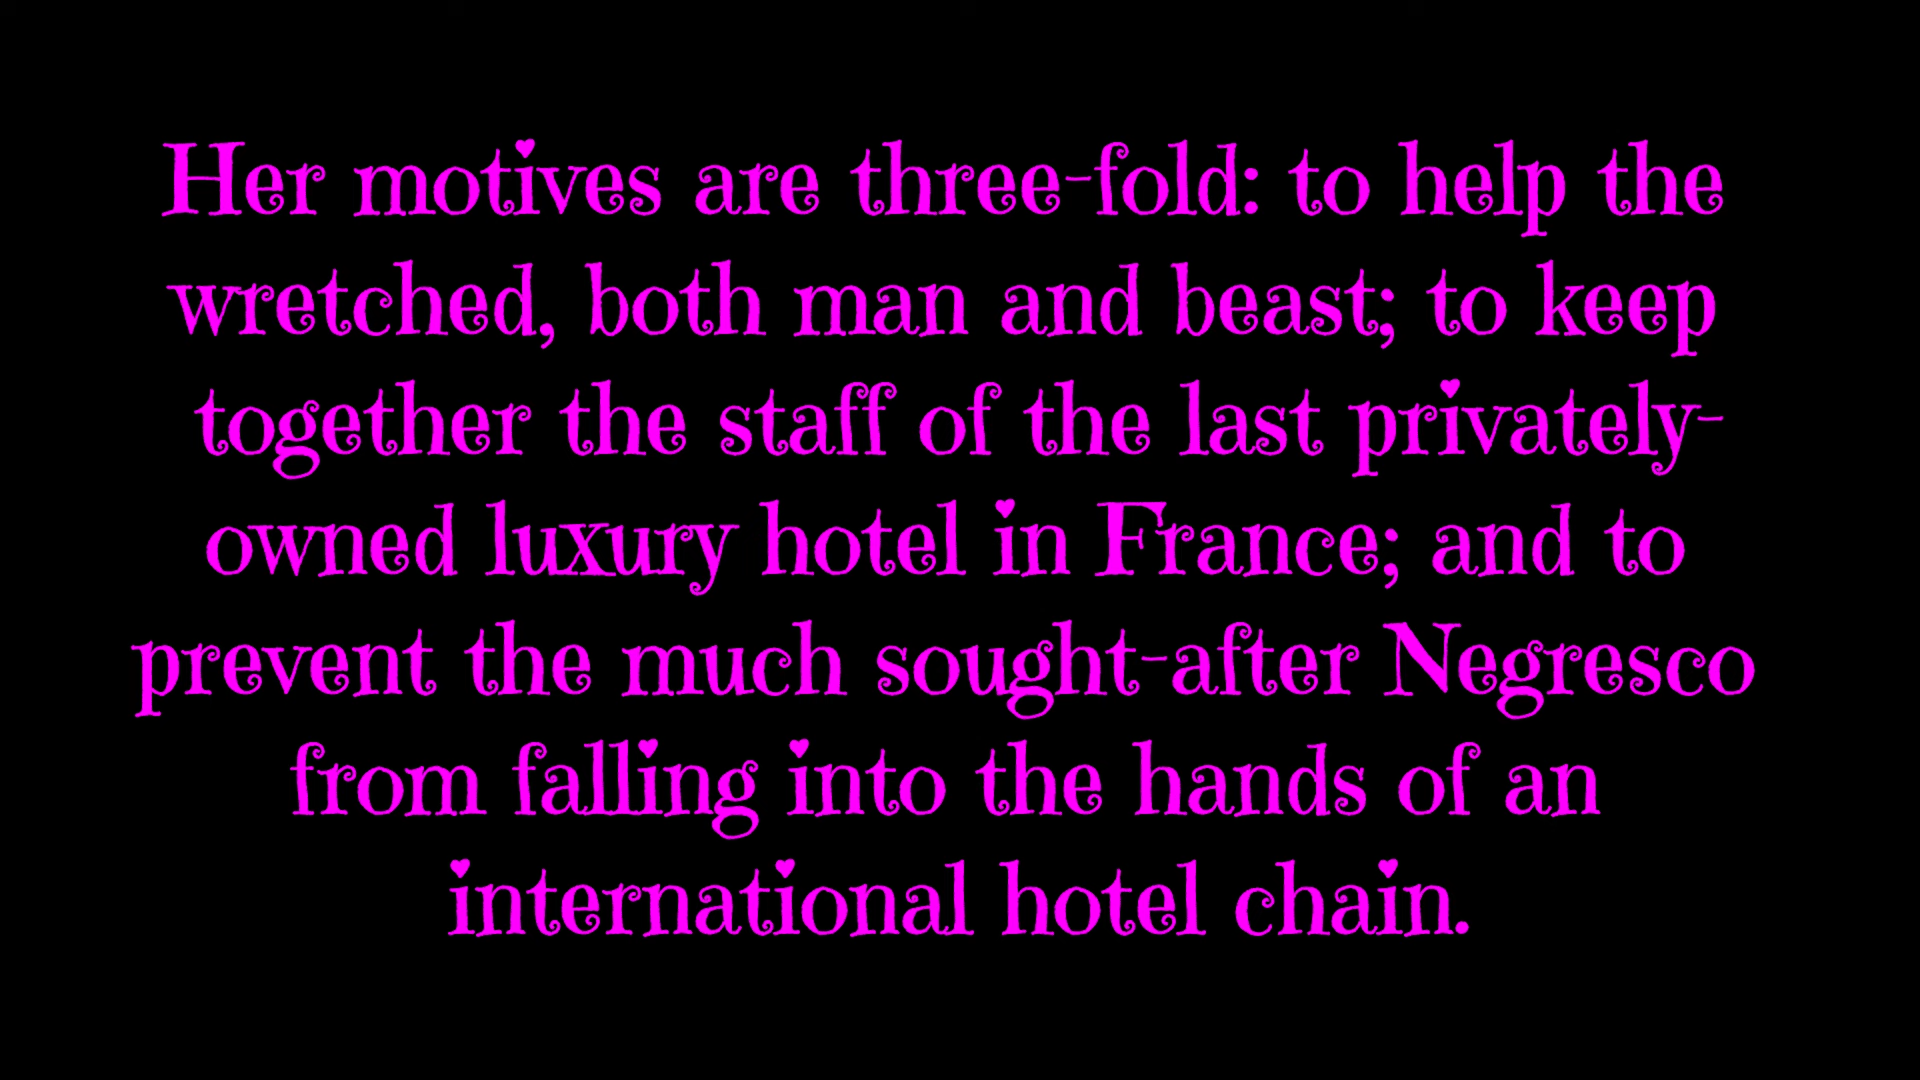 Her motives are three-fold: to help the
wretched, both man and beast; to keep
together the staff of the last privately-
owned luxury hotel in France; and to
prevent the much sought-after Negresco
from falling into the hands of an
international hotel chain.